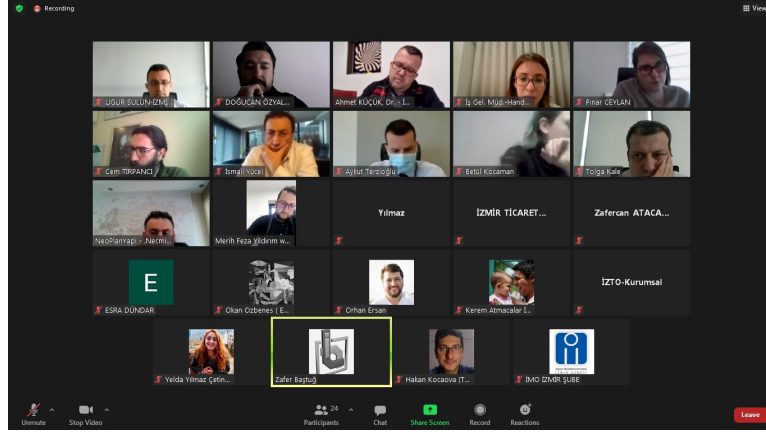 Recording
View
UĞUR SÜLÜN-İZM...
DOĞUCAN ÖZYAL...
Ahmet KÜÇÜK, Dr. - İ...
İş Gel. Müd.-Hand...
Pınar CEYLAN
Cem TIRPANCI
İsmail Yücel
Aykut Terzioğlu
Betül Kocaman
Tolga Kale
NeoPlanYapı - .Necmi...
Merih Feza Yıldırım w...
Yılmaz
İZMİR TİCARET...
Zafercan ATACA...
E
ESRA DÜNDAR
Okan Özbenes ( E...
Orhan Ersan
Kerem Atmacalar İ...
İZTO-Kurumsal
Yelda Yılmaz Çetin...
Zafer Baştuğ
Hakan Kocaova (T...
İMO İZMİR ŞUBE
Unmute
Stop Video
24
Participants
Chat
Share Screen
Record
Reactions
Leave